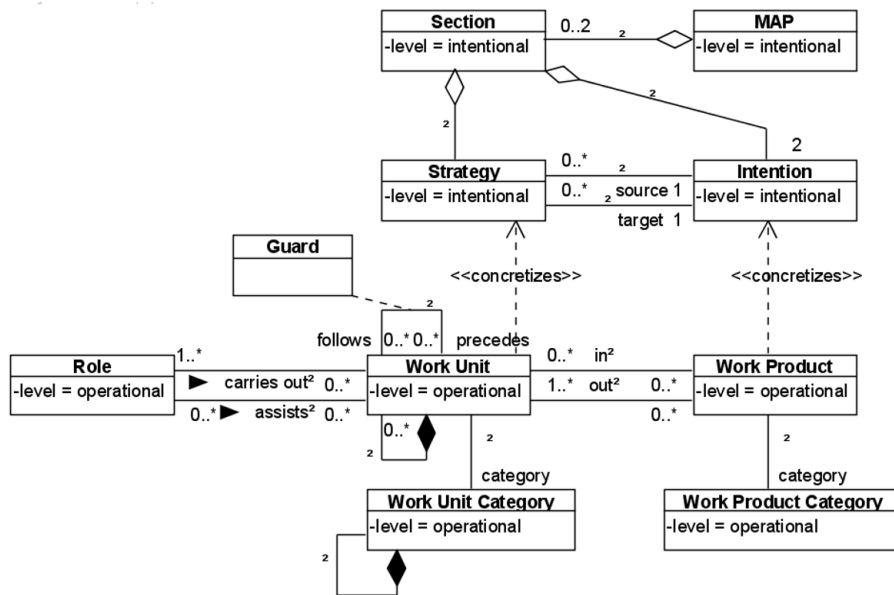 Section
-level = intentional
0..2
²
MAP
-level = intentional
²
²
2
Strategy
-level = intentional
0..*
²
0..*
² source 1
target 1
Intention
-level = intentional
Guard
<<concretizes>>
<<concretizes>>
²
follows
0..* 0..*
precedes
Role
-level = operational
1..*
carries out²
0..*
0..*
assists²
0..*
Work Unit
-level = operational
0..*
in²
1..*
out²
0..*
0..*
Work Product
-level = operational
0..*
²
²
category
²
category
Work Unit Category
-level = operational
Work Product Category
-level = operational
²